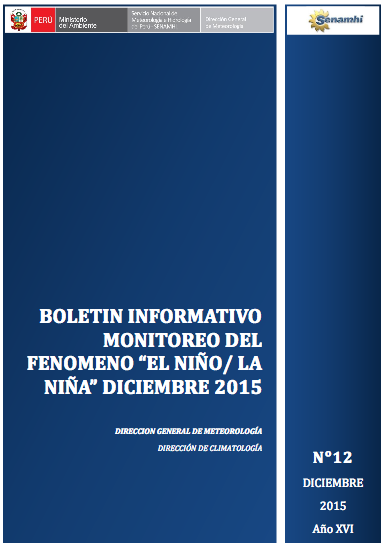 PERÚ
Ministerio
del Ambiente
Servicio Nacional de
Meteorología e Hidrología
del Perú - SENAMHI
Dirección General
de Meteorología
Senamhi
BOLETIN INFORMATIVO
MONITOREO DEL
FENOMENO “EL NIÑO/ LA
NIÑA” DICIEMBRE 2015
DIRECCION GENERAL DE METEOROLOGÍA
DIRECCIÓN DE CLIMATOLOGÍA
N°12
DICIEMBRE
2015
Año XVI